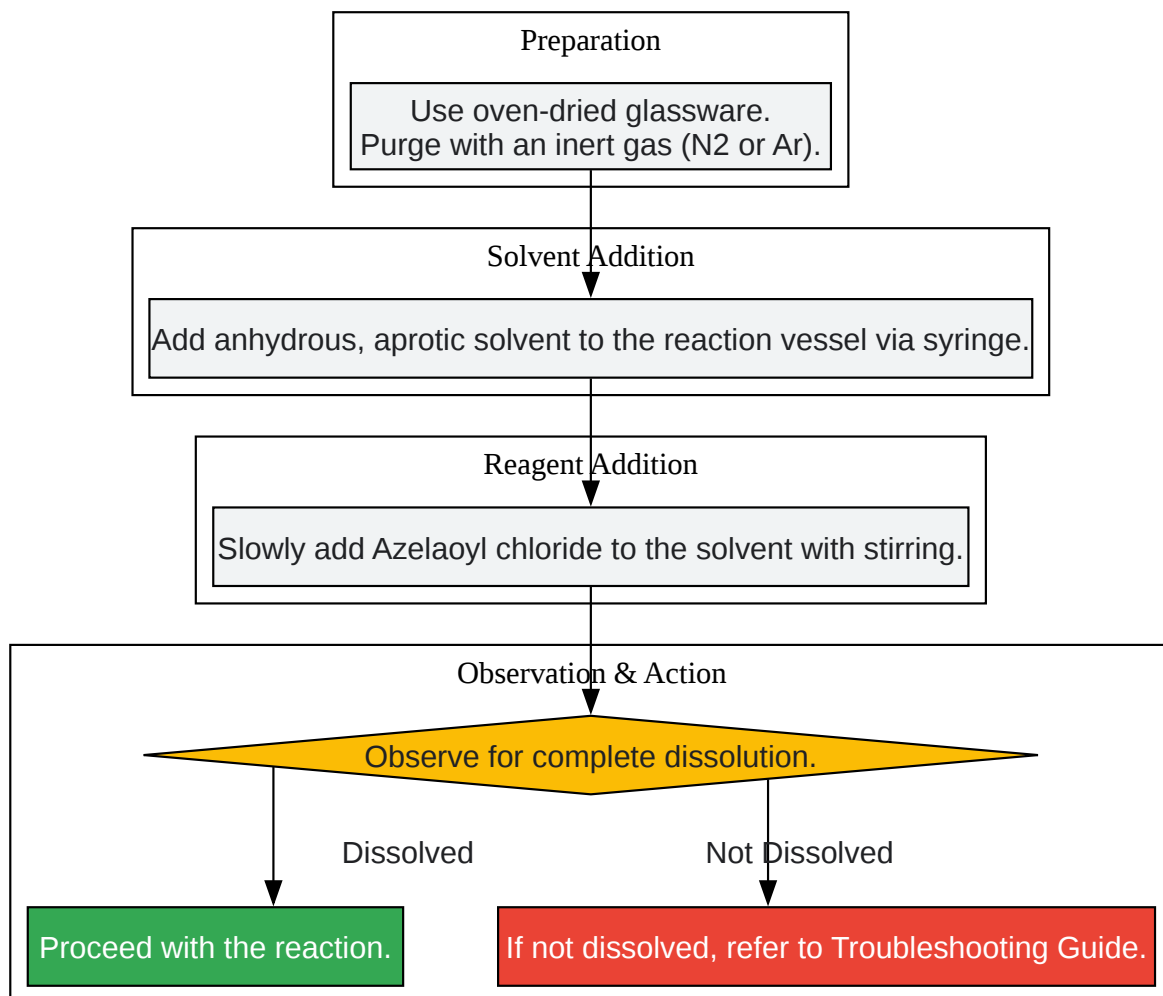 Preparation
Use oven-dried glassware.
Purge with an inert gas (N2 or Ar).
Solvent Addition
Add anhydrous, aprotic solvent to the reaction vessel via syringe.
Reagent Addition
Slowly add Azelaoyl chloride to the solvent with stirring.
Observation & Action
Observe for complete dissolution.
Dissolved
Not Dissolved
Proceed with the reaction.
If not dissolved, refer to Troubleshooting Guide.